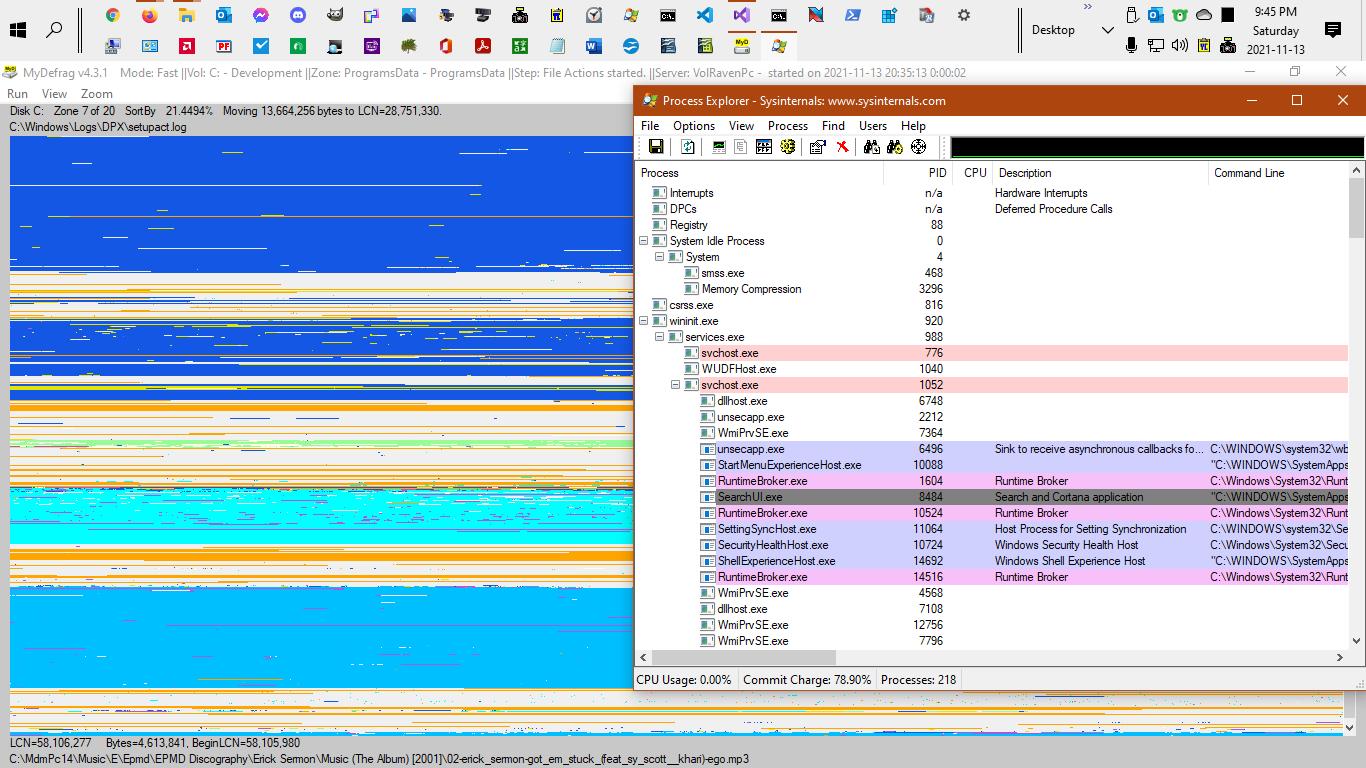 9:45 PM
Desktop
Saturday
2021-11-13
MyDefrag v4.3.1 Mode: Fast ||Vol: C: - Development ||Zone: ProgramsData - ProgramsData ||Step: File Actions started. ||Server: VolRavenPc - started on 2021-11-13 20:35:13 0:00:02
Run View Zoom
Disk C: Zone 7 of 20 SortBy 21.4494% Moving 13,664,256 bytes to LCN=28,751,330.
C:\Windows\Logs\DPX\setupact.log
Process Explorer - Sysinternals: www.sysinternals.com
File Options View Process Find Users Help
Process PID CPU Description Command Line
Interrupts n/a Hardware Interrupts
DPCs n/a Deferred Procedure Calls
Registry 88
System Idle Process 0
System 4
smss.exe 468
Memory Compression 3296
csrss.exe 816
wininit.exe 920
services.exe 988
svchost.exe 776
WUDFHost.exe 1040
svchost.exe 1052
dllhost.exe 6748
unsecapp.exe 2212
WmiPrvSE.exe 7364
unsecapp.exe 6496 Sink to receive asynchronous callbacks fo... C:\WINDOWS\system32\wb
StartMenuExperienceHost.exe 10088 "C:\WINDOWS\SystemApps
RuntimeBroker.exe 1604 Runtime Broker C:\Windows\System32\Runt
SearchUI.exe 8484 Search and Cortana application "C:\WINDOWS\SystemApps
RuntimeBroker.exe 10524 Runtime Broker C:\Windows\System32\Runt
SettingSyncHost.exe 11064 Host Process for Setting Synchronization C:\WINDOWS\system32\Se
SecurityHealthHost.exe 10724 Windows Security Health Host C:\Windows\System32\Secu
ShellExperienceHost.exe 14692 Windows Shell Experience Host "C:\WINDOWS\SystemApps
RuntimeBroker.exe 14516 Runtime Broker C:\Windows\System32\Runt
WmiPrvSE.exe 4568
dllhost.exe 7108
WmiPrvSE.exe 12756
WmiPrvSE.exe 7796
CPU Usage: 0.00% Commit Charge: 78.90% Processes: 218
LCN=58,106,277 Bytes=4,613,841, BeginLCN=58,105,980
C:\MdmPc14\Music\E\Epmd\EPMD Discography\Erick Sermon\Music (The Album) [2001]\02-erick_sermon-got_em_stuck_(feat_sy_scott__khari)-ego.mp3